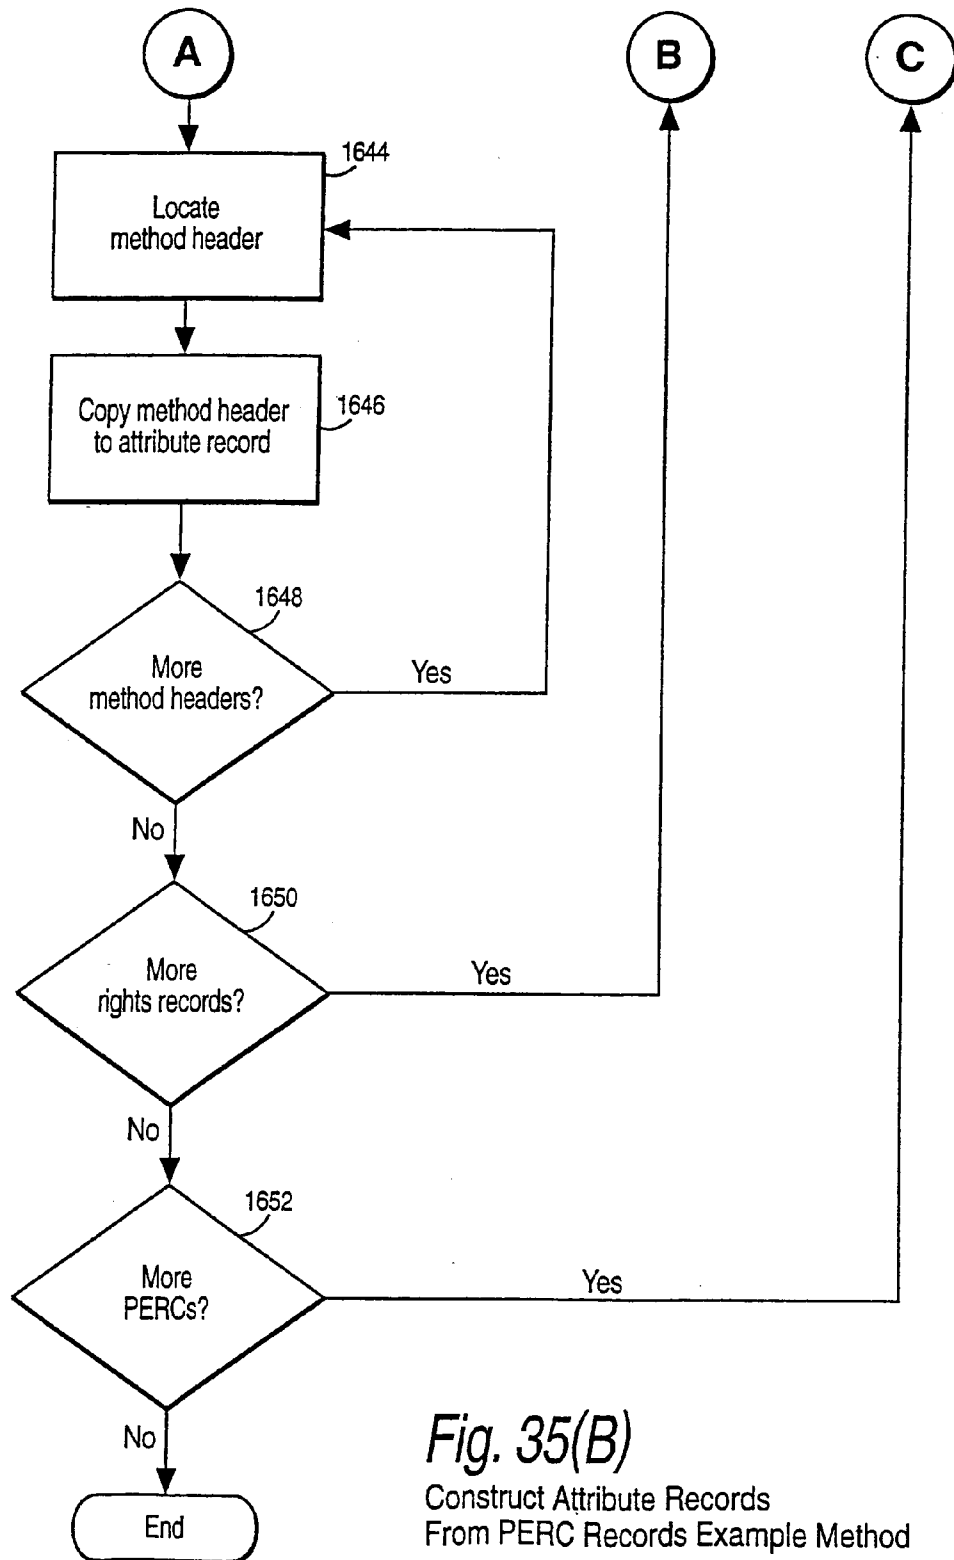 A
B
C
1644
Locate
method header
1646
Copy method header
to attribute record
1648
More
method headers?
Yes
No
1650
More
rights records?
Yes
No
1652
More
PERCs?
Yes
No
End
Fig. 35(B)
Construct Attribute Records
From PERC Records Example Method